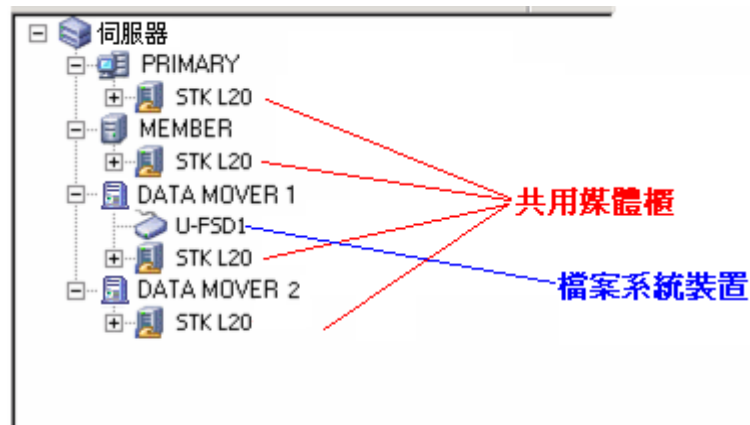 伺服器
PRIMARY
STK L20
MEMBER
STK L20
DATA MOVER 1
共用媒體櫃
U-FSD1
STK L20
檔案系統裝置
DATA MOVER 2
STK L20